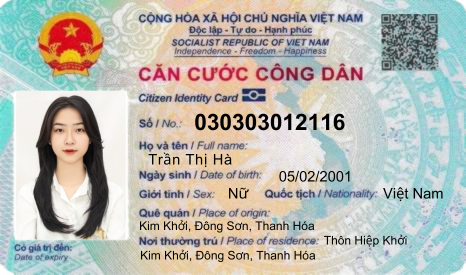 CỘNG HÒA XÃ HỘI CHỦ NGHĨA VIỆT NAM
Độc lập - Tự do - Hạnh phúc
SOCIALIST REPUBLIC OF VIET NAM
Independence - Freedom - Happiness
CĂN CƯỚC CÔNG DÂN
Citizen Identity Card
Số / No.: 030303012116
Họ và tên / Full name:
Trần Thị Hà
Ngày sinh / Date of birth: 05/02/2001
Giới tính / Sex: Nữ Quốc tịch / Nationality: Việt Nam
Quê quán / Place of origin:
Kim Khởi, Đông Sơn, Thanh Hóa
Nơi thường trú / Place of residence: Thôn Hiệp Khởi
Kim Khởi, Đông Sơn, Thanh Hóa
Có giá trị đến:
Date of expiry